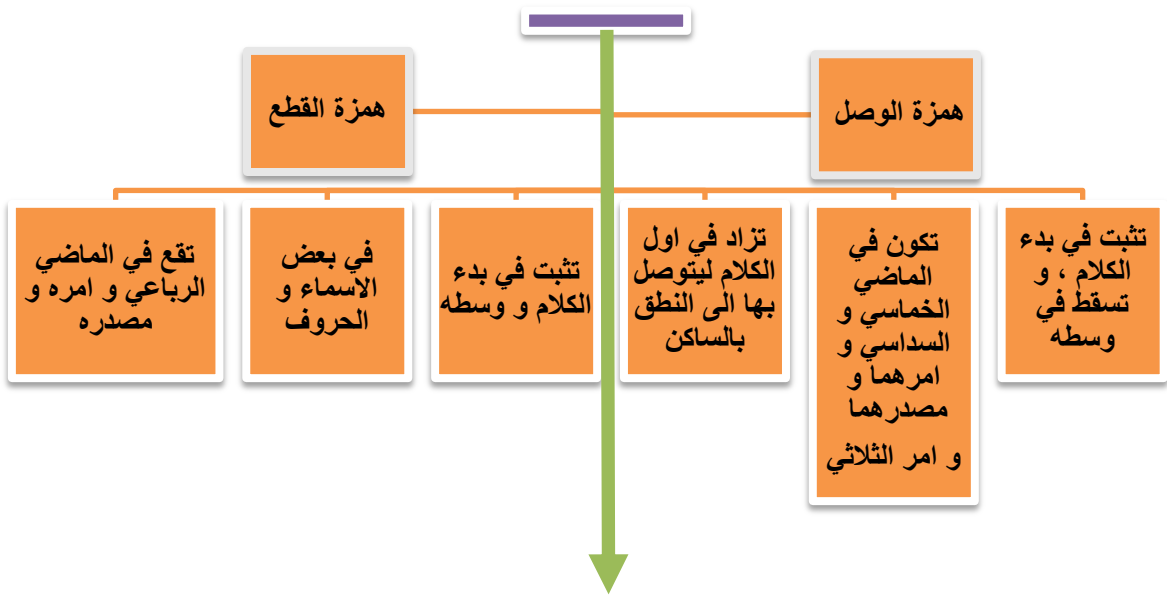 همزة الوصل
همزة القطع
تثبت في بدء
الكلام ، و
تسقط في
وسطه
تكون في
الماضي
الخماسي و
السداسي و
امرهما و
مصدرهما
و امر الثلاثي
تزاد في اول
الكلام ليتوصل
بها الى النطق
بالساكن
تثبت في بدء
الكلام و وسطه
في بعض
الاسماء و
الحروف
تقع في الماضي
الرباعي و امره و
مصدره